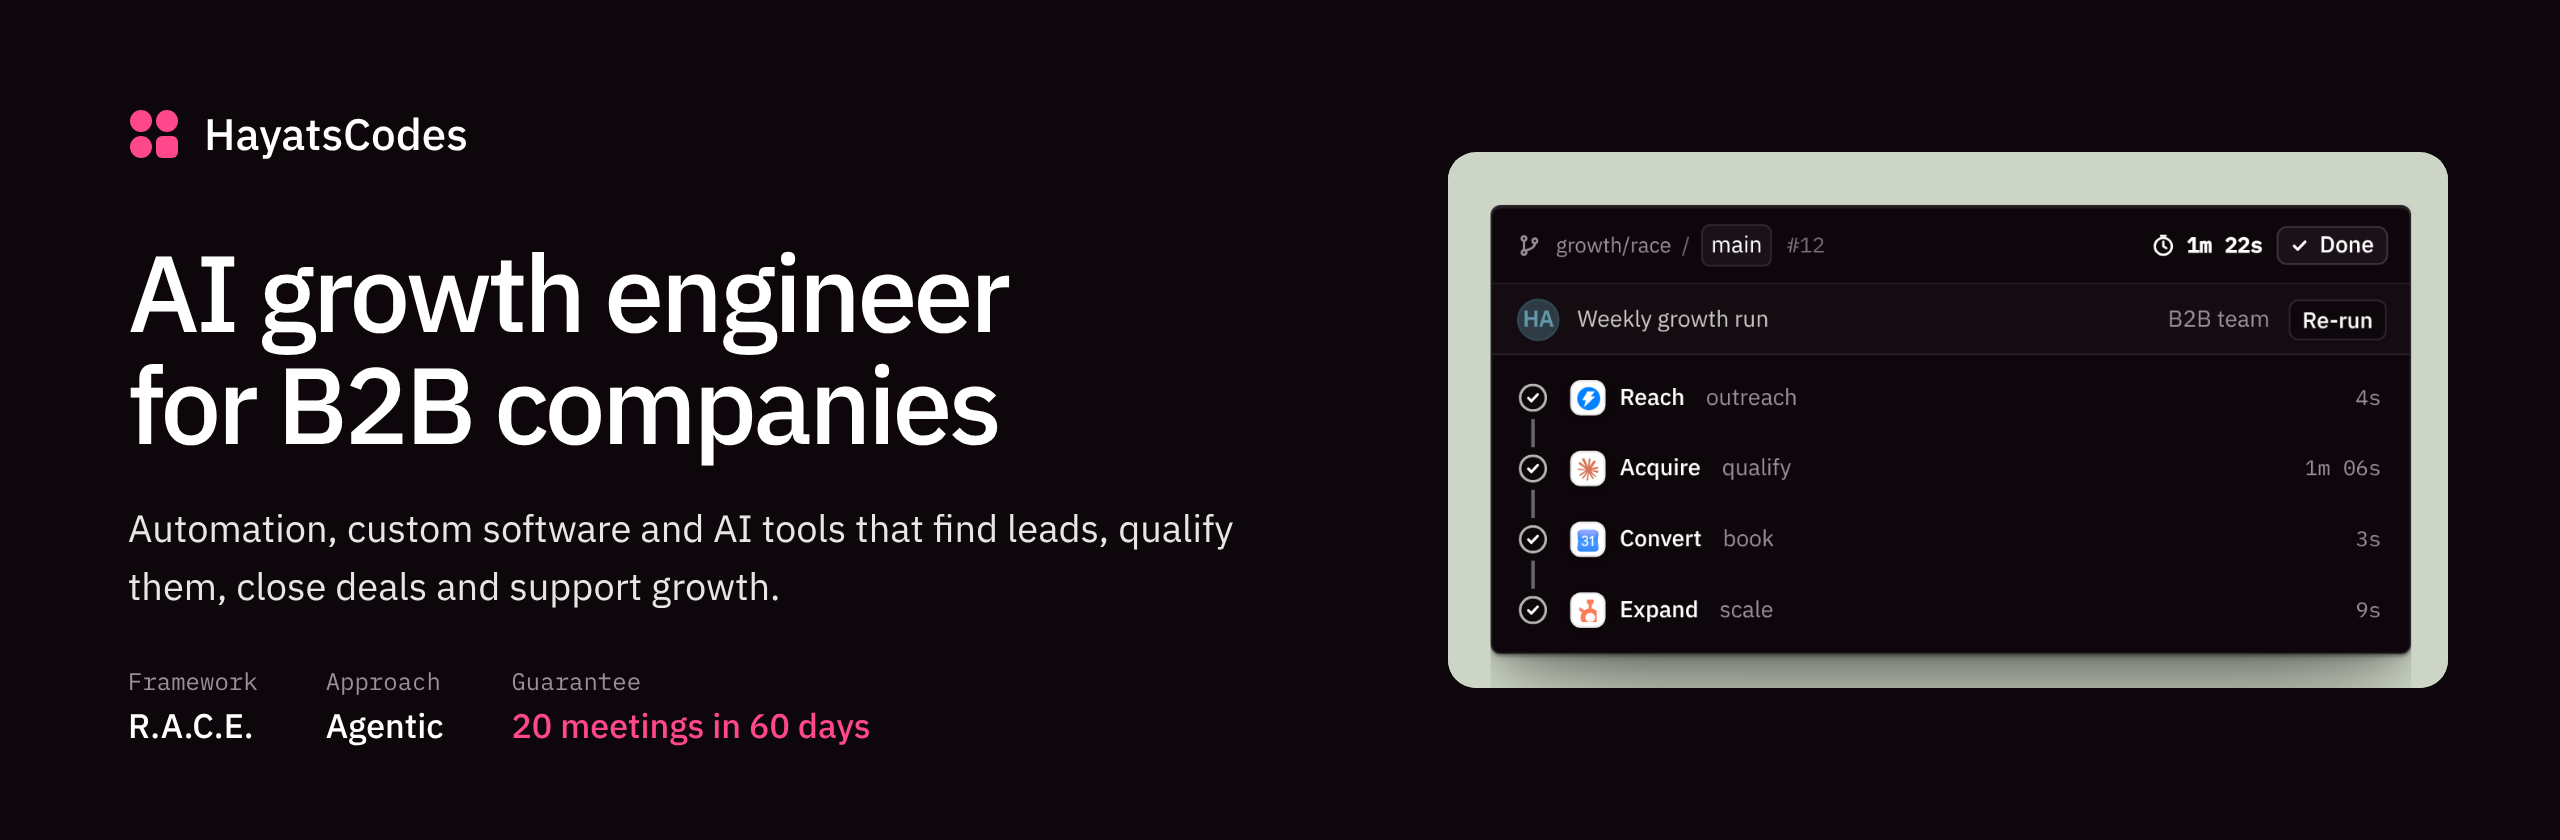 HayatsCodes
AI growth engineer
for B2B companies
Automation, custom software and AI tools that find leads, qualify
them, close deals and support growth.
Framework Approach Guarantee
R.A.C.E. Agentic 20 meetings in 60 days
growth/race / main #12 1m 22s Done
HA Weekly growth run B2B team Re-run
Reach outreach 4s
Acquire qualify 1m 06s
31 Convert book 3s
Expand scale 9s